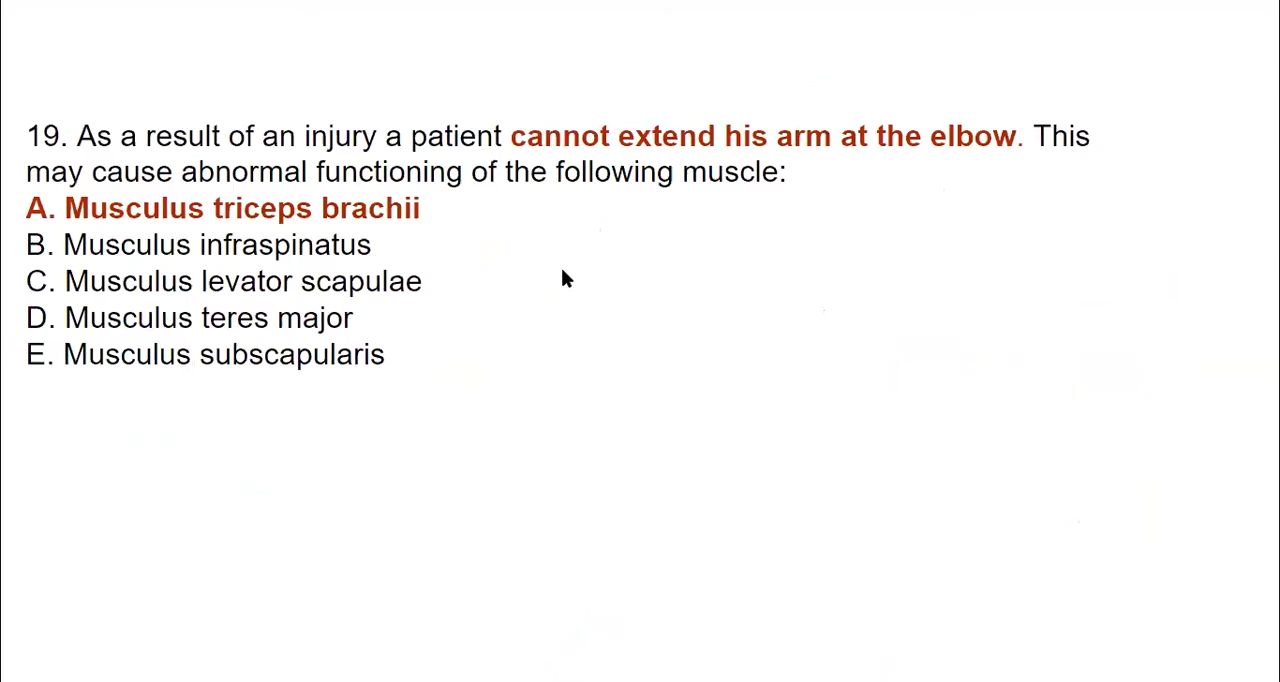 19. As a result of an injury a patient cannot extend his arm at the elbow. This
may cause abnormal functioning of the following muscle:
A. Musculus triceps brachii
B. Musculus infraspinatus
C. Musculus levator scapulae
D. Musculus teres major
E. Musculus subscapularis